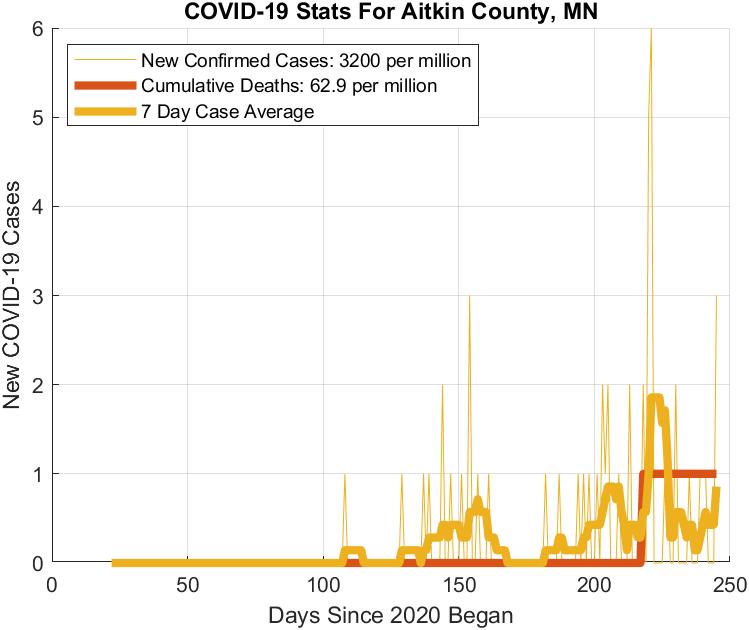 COVID-19 Stats For Aitkin County, MN
New Confirmed Cases: 3200 per million
Cumulative Deaths: 62.9 per million
7 Day Case Average
New COVID-19 Cases
6
5
4
3
2
1
0
0 50 100 150 200 250
Days Since 2020 Began